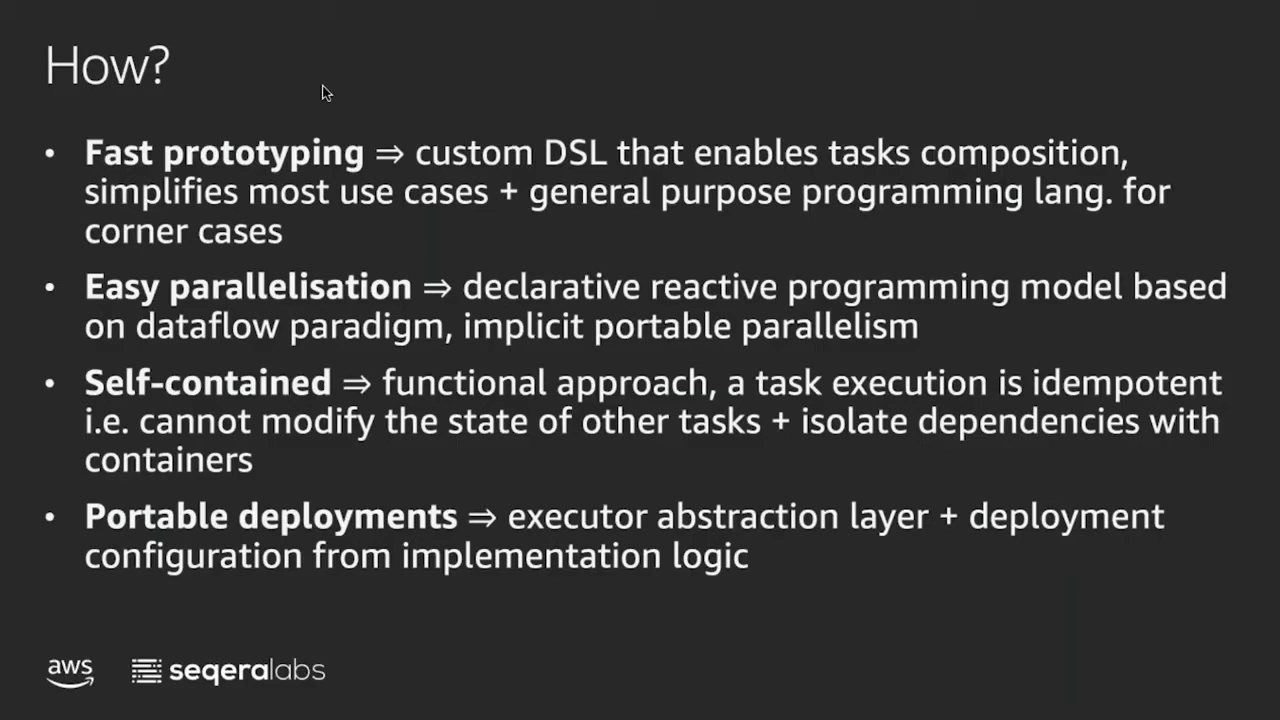 How?
• Fast prototyping ⇒ custom DSL that enables tasks composition,
simplifies most use cases + general purpose programming lang. for
corner cases
• Easy parallelisation ⇒ declarative reactive programming model based
on dataflow paradigm, implicit portable parallelism
• Self-contained ⇒ functional approach, a task execution is idempotent
i.e. cannot modify the state of other tasks + isolate dependencies with
containers
• Portable deployments ⇒ executor abstraction layer + deployment
configuration from implementation logic
aws seqeralabs